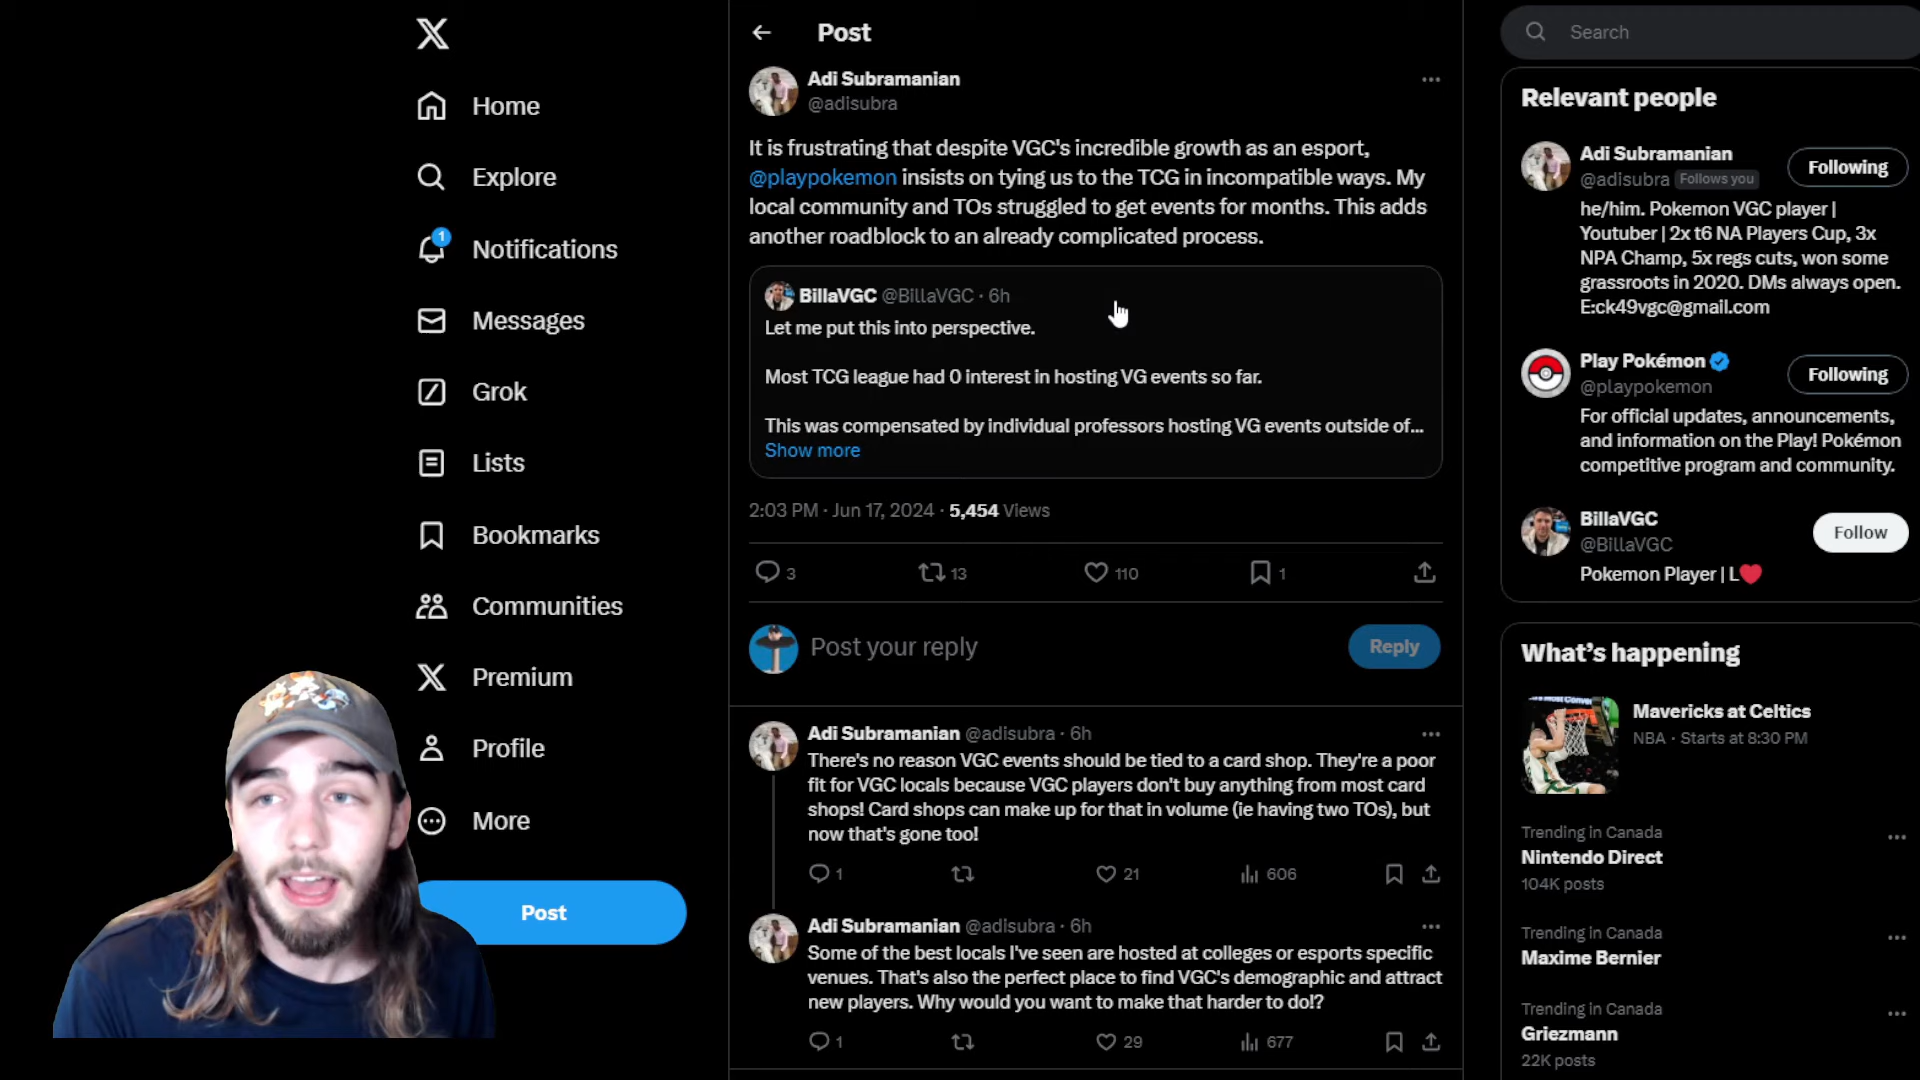 Home
Explore
1
Notifications
Messages
Grok
Lists
Bookmarks
Communities
Premium
Profile
More
Post
Post
Adi Subramanian
@adisubra
It is frustrating that despite VGC's incredible growth as an esport,
@playpokemon insists on tying us to the TCG in incompatible ways. My
local community and TOs struggled to get events for months. This adds
another roadblock to an already complicated process.
BillaVGC @BillaVGC · 6h
Let me put this into perspective.
Most TCG league had 0 interest in hosting VG events so far.
This was compensated by individual professors hosting VG events outside of...
Show more
2:03 PM · Jun 17, 2024 · 5,454 Views
3 13 110 1
Post your reply
Reply
Adi Subramanian @adisubra · 6h
There's no reason VGC events should be tied to a card shop. They're a poor
fit for VGC locals because VGC players don't buy anything from most card
shops! Card shops can make up for that in volume (ie having two TOs), but
now that's gone too!
1 21 606
Adi Subramanian @adisubra · 6h
Some of the best locals I've seen are hosted at colleges or esports specific
venues. That's also the perfect place to find VGC's demographic and attract
new players. Why would you want to make that harder to do!?
1 29 677
Search
Relevant people
Adi Subramanian
@adisubra Follows you
Following
he/him. Pokemon VGC player |
Youtuber | 2x t6 NA Players Cup, 3x
NPA Champ, 5x regs cuts, won some
grassroots in 2020. DMs always open.
E:ck49vgc@gmail.com
Play Pokémon
@playpokemon
Following
For official updates, announcements,
and information on the Play! Pokémon
competitive program and community.
BillaVGC
@BillaVGC
Follow
Pokemon Player | L❤️
What's happening
Mavericks at Celtics
NBA · Starts at 8:30 PM
Trending in Canada
Nintendo Direct
104K posts
Trending in Canada
Maxime Bernier
Trending in Canada
Griezmann
22K posts